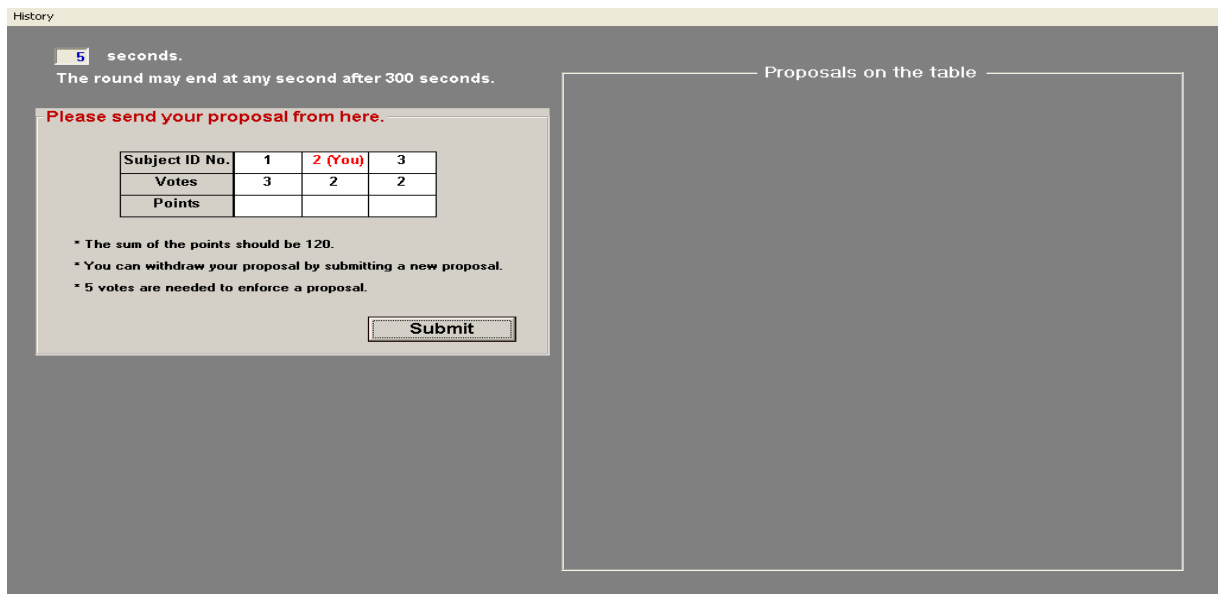 History
5 seconds.
The round may end at any second after 300 seconds.
Proposals on the table
Please send your proposal from here.
Subject ID No. 1 2 (You) 3
Votes 3 2 2
Points
* The sum of the points should be 120.
* You can withdraw your proposal by submitting a new proposal.
* 5 votes are needed to enforce a proposal.
Submit